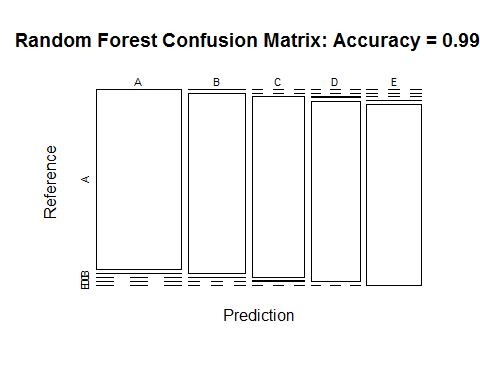 Random Forest Confusion Matrix: Accuracy = 0.99
A B C D E
Reference
A
Prediction